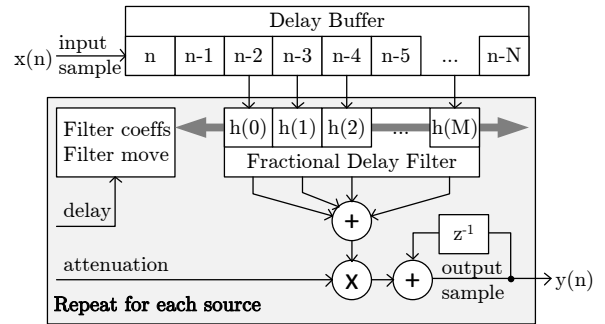 Delay Buffer
x(n) input sample
n n-1 n-2 n-3 n-4 n-5 ... n-N
Filter coeffs
Filter move
h(0) h(1) h(2) ... h(M)
Fractional Delay Filter
delay
+
z-1
attenuation
x
+
output
sample
y(n)
Repeat for each source